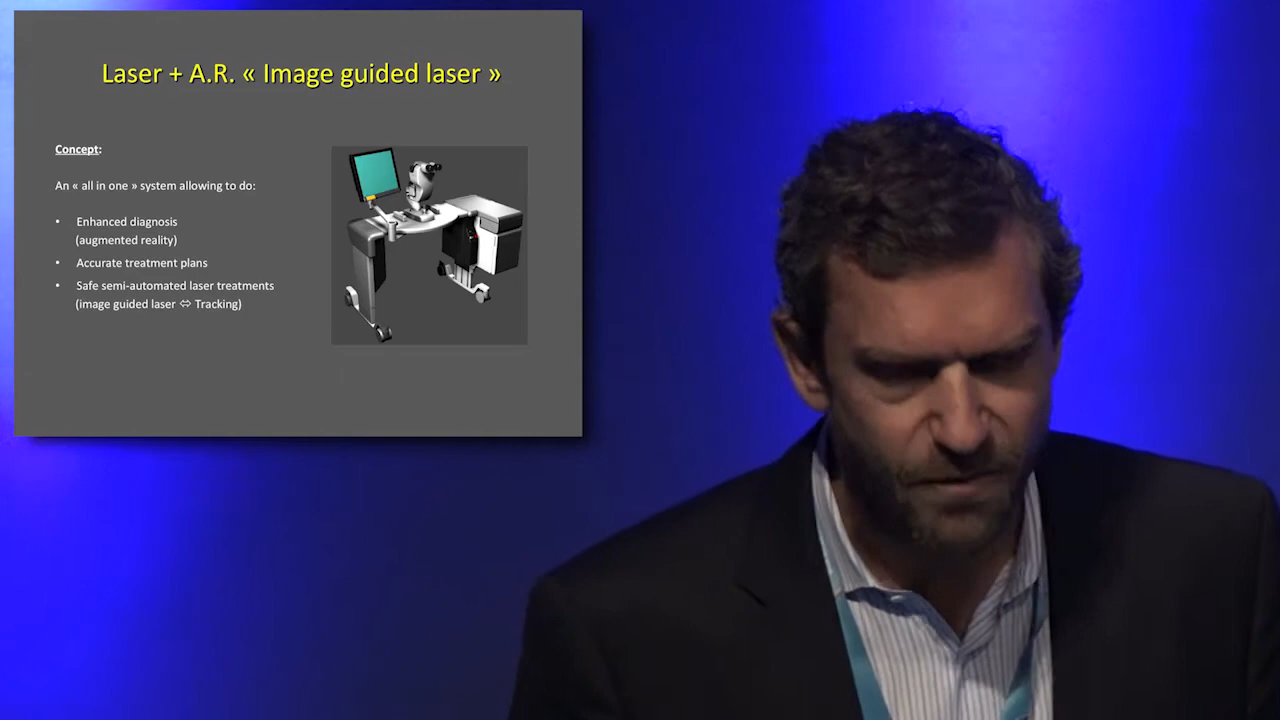 Laser + A.R. « Image guided laser »
Concept:
An « all in one » system allowing to do:
• Enhanced diagnosis
(augmented reality)
• Accurate treatment plans
• Safe semi-automated laser treatments
(image guided laser ⇔ Tracking)